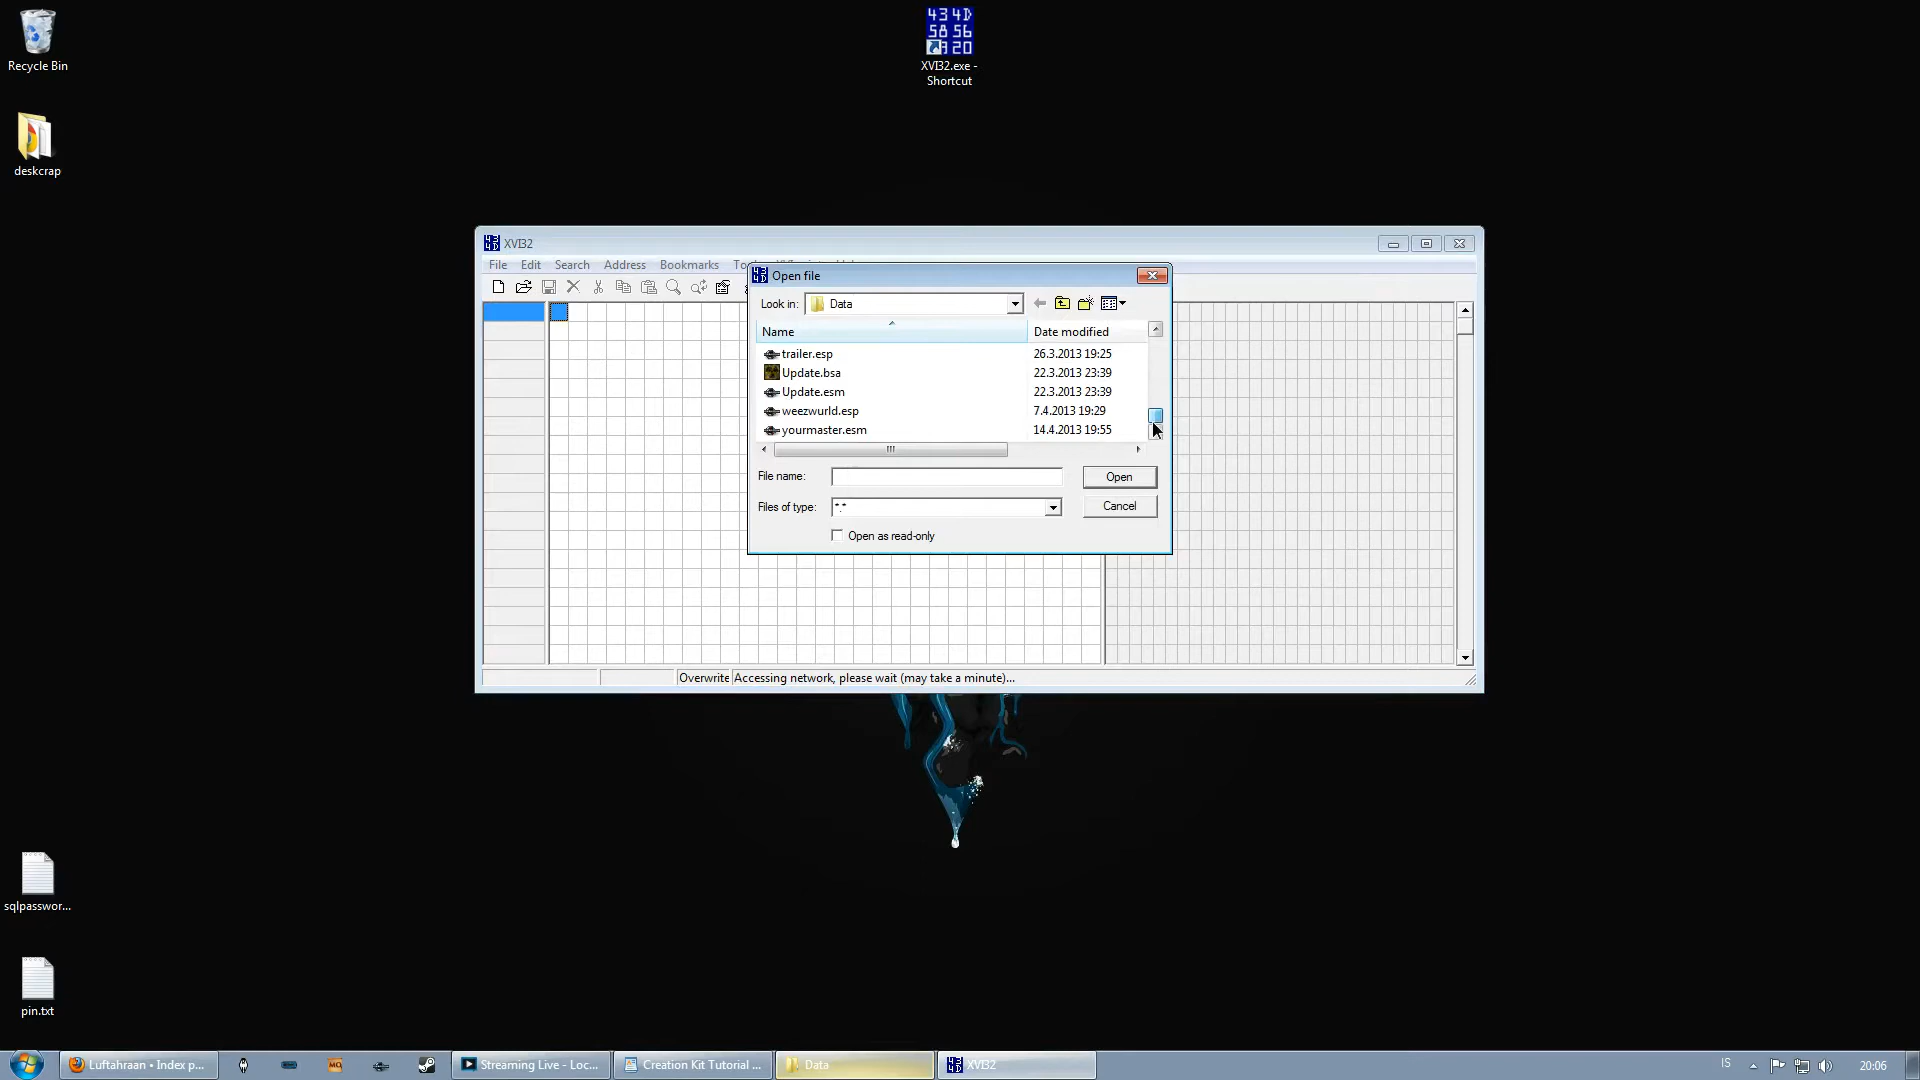 Recycle Bin
deskcrap
43 4D
58 56
20
XVI32.exe -
Shortcut
XVI32
File Edit Search Address Bookmarks
Open file
Look in: Data
Name Date modified
trailer.esp 26.3.2013 19:25
Update.bsa 22.3.2013 23:39
Update.esm 22.3.2013 23:39
weezwurld.esp 7.4.2013 19:29
yourmaster.esm 14.4.2013 19:55
File name: Open
Files of type: *.* Cancel
Open as read-only
Overwrite Accessing network, please wait (may take a minute)...
sqlpasswor...
pin.txt
Luftahraan • Index p...
Streaming Live - Loc...
Creation Kit Tutorial ...
Data
XVI32
IS
20:06